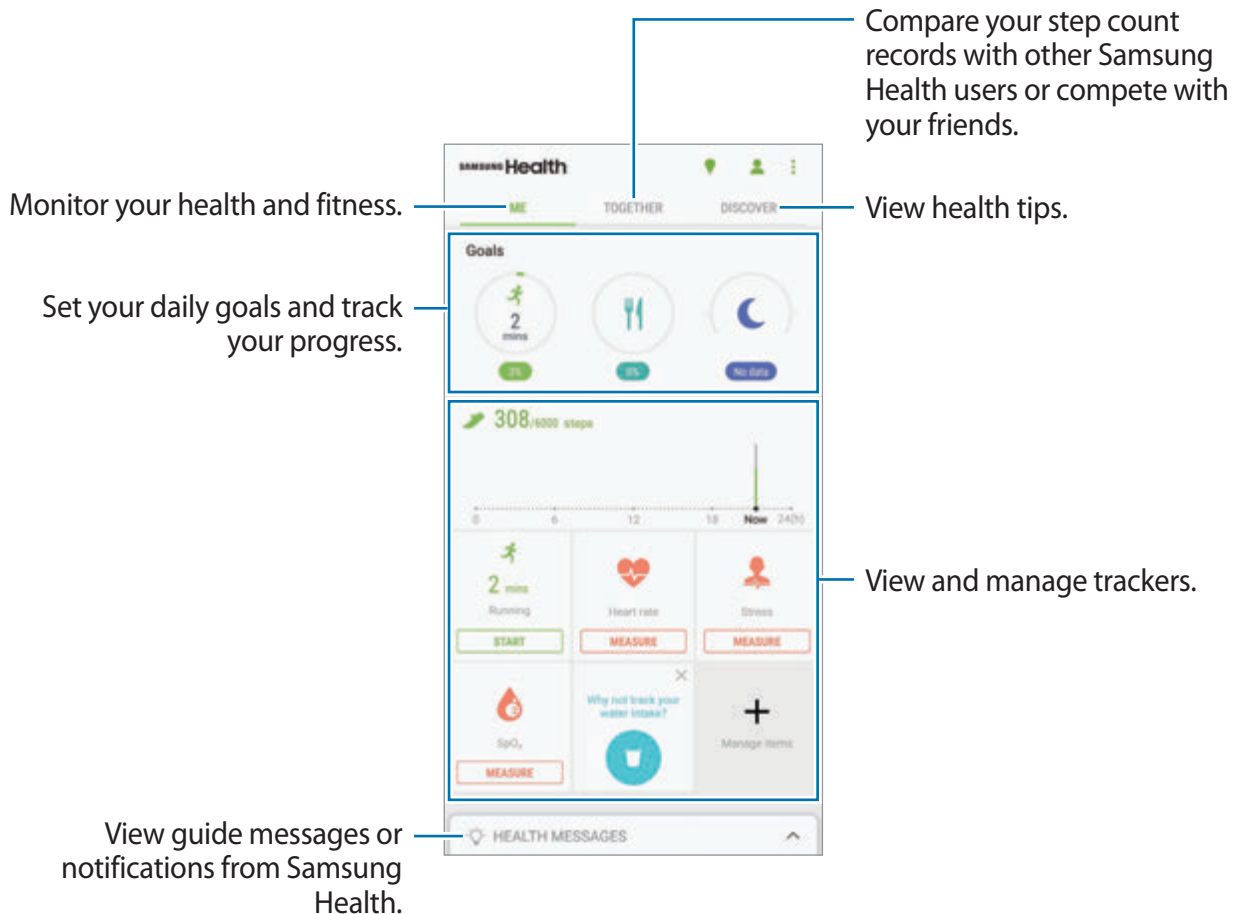 Compare your step count
records with other Samsung
Health users or compete with
your friends.
SAMSUNG Health
Monitor your health and fitness.
ME TOGETHER DISCOVER
View health tips.
Goals
Set your daily goals and track
your progress.
2
mins
3% 0% No data
308/6000 steps
0 6 12 18 Now 24(h)
2 mins
Running Heart rate Stress
START MEASURE MEASURE
View and manage trackers.
Why not track your
water intake?
SpO₂ Manage items
MEASURE
View guide messages or
notifications from Samsung
Health.
HEALTH MESSAGES